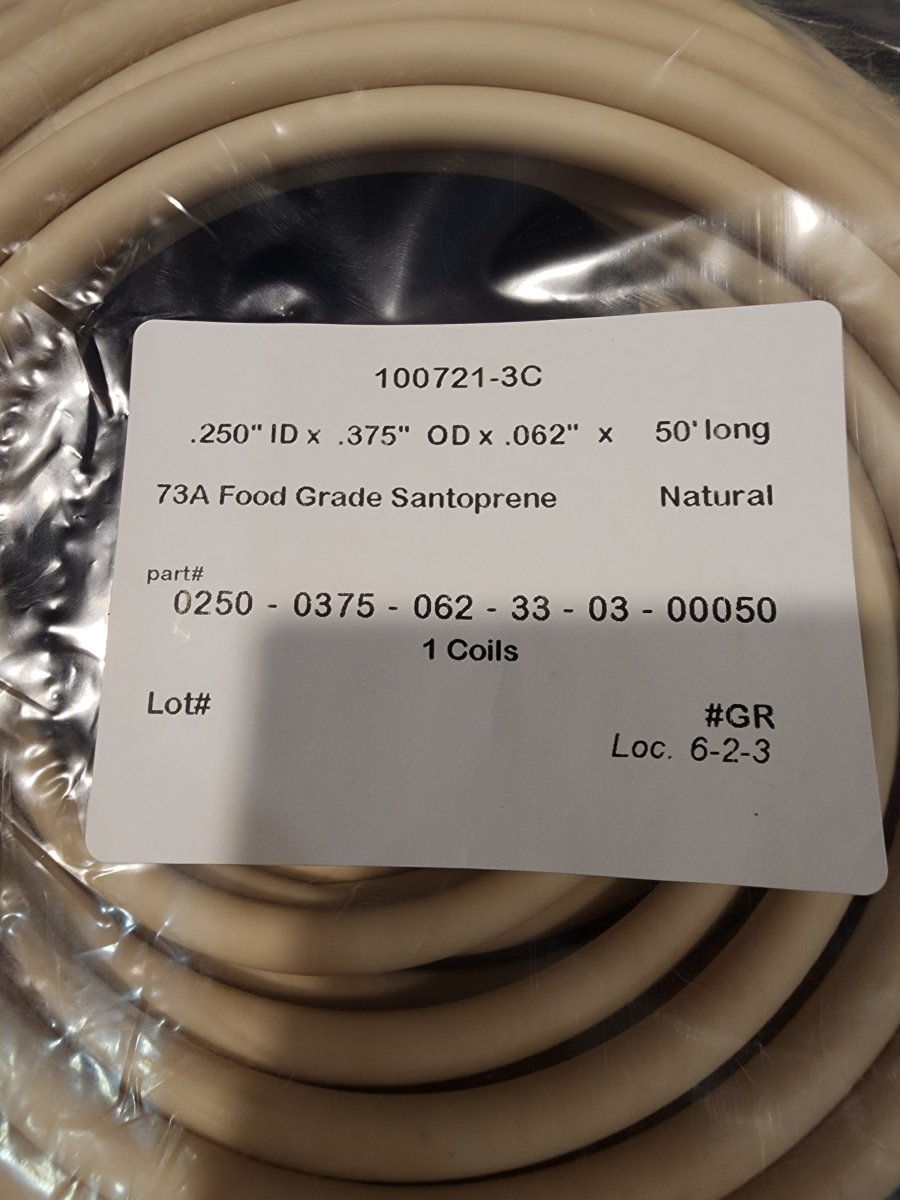 100721-3C
.250" ID x .375" OD x .062" x 50' long
73A Food Grade Santoprene Natural
part#
0250 - 0375 - 062 - 33 - 03 - 00050
1 Coils
Lot#
#GR
Loc. 6-2-3